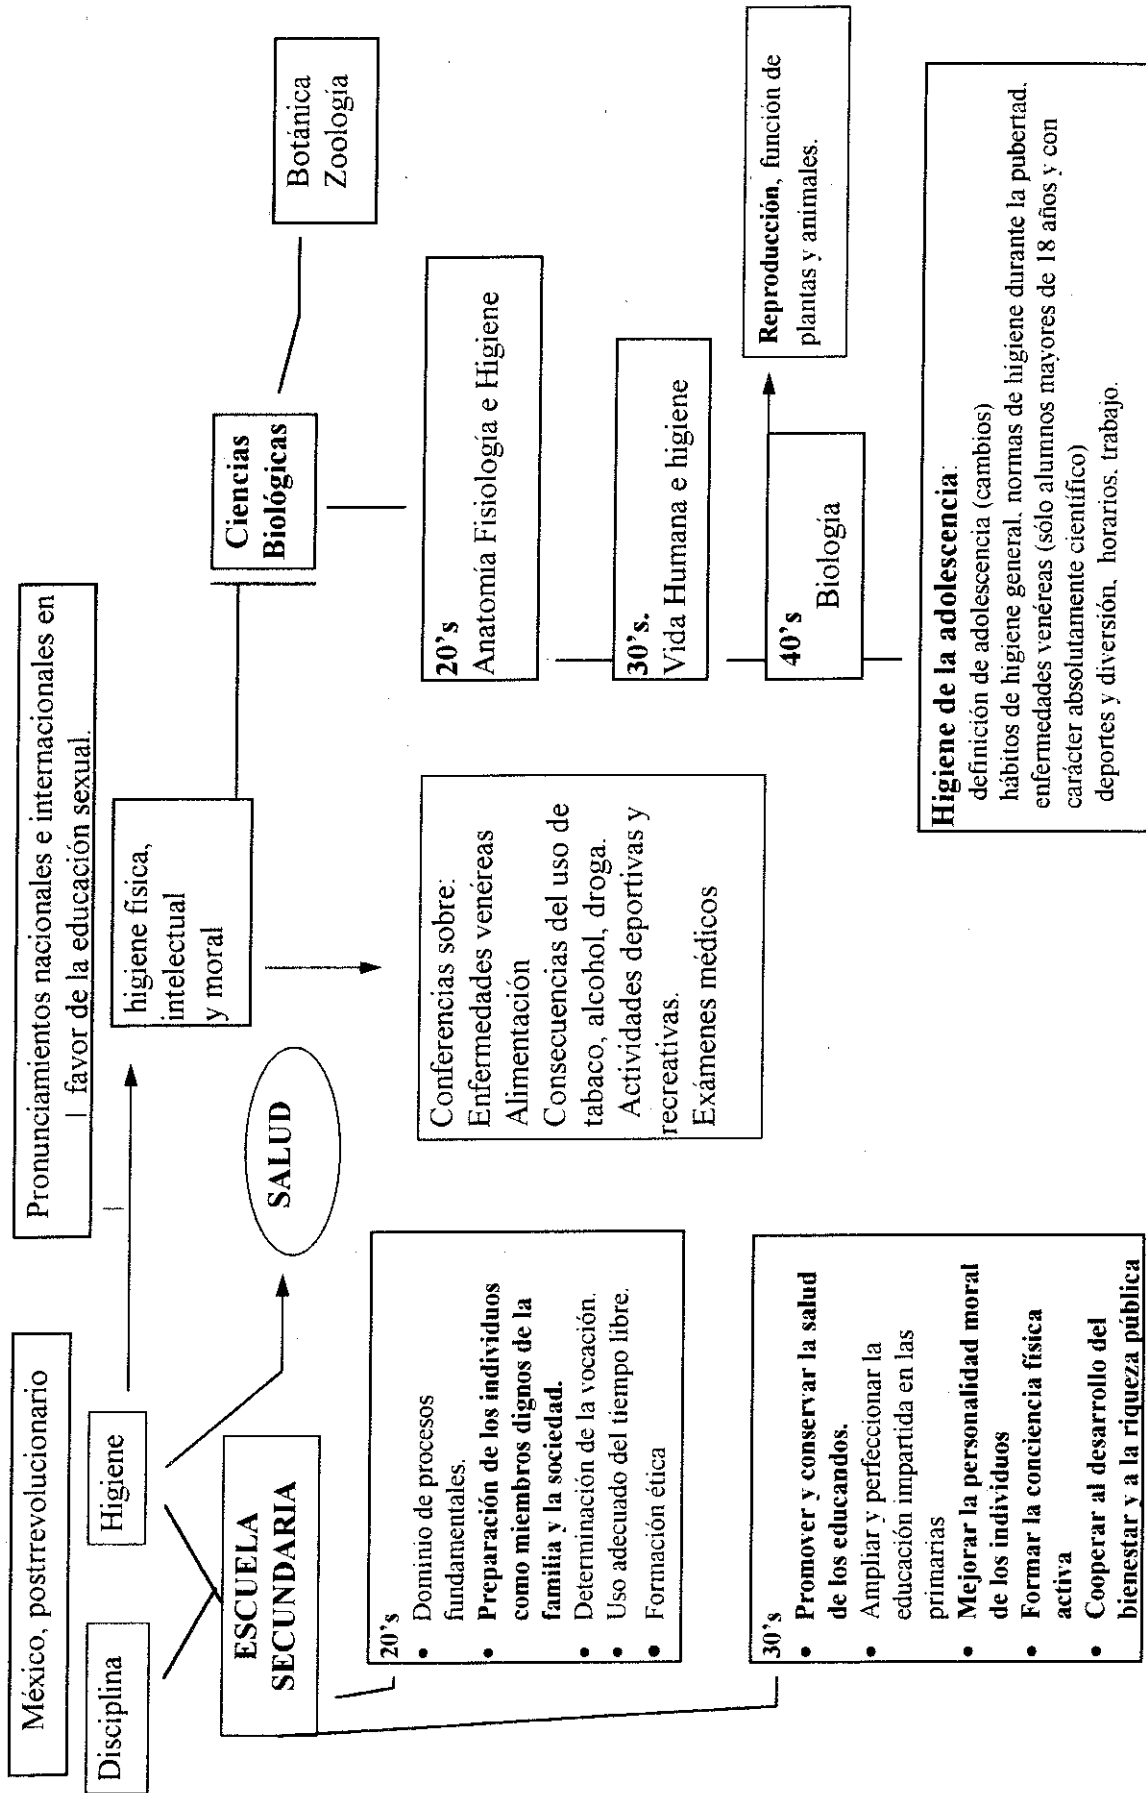 México, postrrevolucionario
Pronunciamientos nacionales e internacionales en
favor de la educación sexual.
Disciplina
Higiene
higiene física,
intelectual
y moral
ESCUELA
SECUNDARIA
SALUD
Ciencias
Biológicas
Botánica
Zoología
20's
• Dominio de procesos
fundamentales.
• Preparación de los individuos
como miembros dignos de la
familia y la sociedad.
• Determinación de la vocación.
• Uso adecuado del tiempo libre.
• Formación ética
Conferencias sobre:
Enfermedades venéreas
Alimentación
Consecuencias del uso de
tabaco, alcohol, droga.
Actividades deportivas y
recreativas.
Exámenes médicos
20's
Anatomía Fisiología e Higiene
30's.
Vida Humana e higiene
40's
Biología
Reproducción, función de
plantas y animales.
30's
• Promover y conservar la salud
de los educandos.
• Ampliar y perfeccionar la
educación impartida en las
primarias
• Mejorar la personalidad moral
de los individuos
• Formar la conciencia física
activa
• Cooperar al desarrollo del
bienestar y a la riqueza pública
Higiene de la adolescencia:
definición de adolescencia (cambios)
hábitos de higiene general. normas de higiene durante la pubertad.
enfermedades venéreas (sólo alumnos mayores de 18 años y con
carácter absolutamente científico)
deportes y diversión, horarios. trabajo.